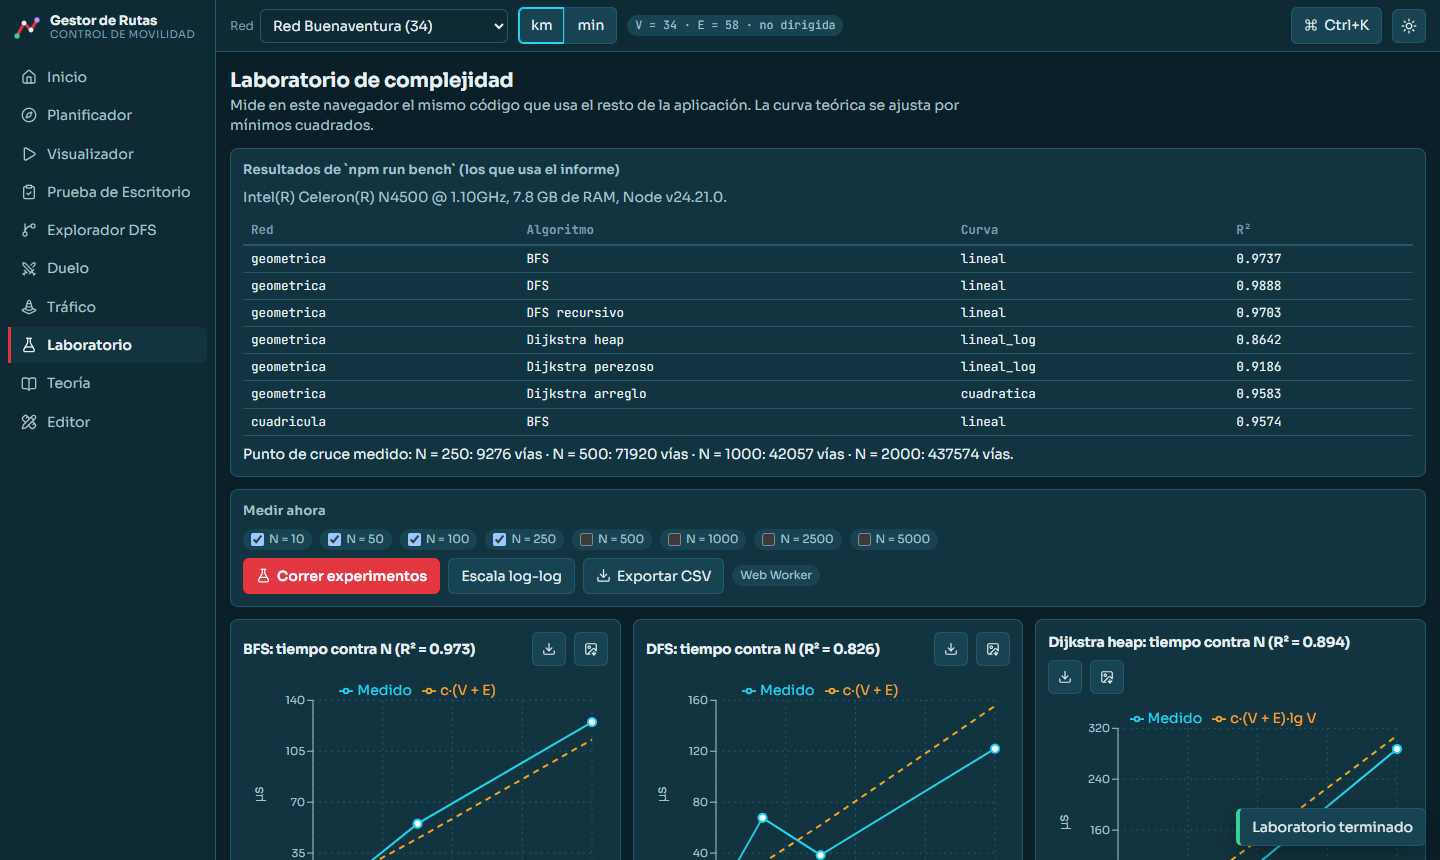 Gestor de Rutas
CONTROL DE MOVILIDAD
Inicio
Planificador
Visualizador
Prueba de Escritorio
Explorador DFS
Duelo
Tráfico
Laboratorio
Teoría
Editor
Red Red Buenaventura (34) km min V = 34 · E = 58 · no dirigida ⌘ Ctrl+K
Laboratorio de complejidad
Mide en este navegador el mismo código que usa el resto de la aplicación. La curva teórica se ajusta por
mínimos cuadrados.
Resultados de `npm run bench` (los que usa el informe)
Intel(R) Celeron(R) N4500 @ 1.10GHz, 7.8 GB de RAM, Node v24.21.0.
Red Algoritmo Curva R²
geometrica BFS lineal 0.9737
geometrica DFS lineal 0.9888
geometrica DFS recursivo lineal 0.9703
geometrica Dijkstra heap lineal_log 0.8642
geometrica Dijkstra perezoso lineal_log 0.9186
geometrica Dijkstra arreglo cuadratica 0.9583
cuadricula BFS lineal 0.9574
Punto de cruce medido: N = 250: 9276 vías · N = 500: 71920 vías · N = 1000: 42057 vías · N = 2000: 437574 vías.
Medir ahora
N = 10 N = 50 N = 100 N = 250 N = 500 N = 1000 N = 2500 N = 5000
Correr experimentos Escala log-log Exportar CSV Web Worker
BFS: tiempo contra N (R² = 0.973)
Medido c·(V + E)
140
105
70
35
µs
DFS: tiempo contra N (R² = 0.826)
Medido c·(V + E)
160
120
80
40
µs
Dijkstra heap: tiempo contra N (R² = 0.894)
Medido c·(V + E)·lg V
320
240
160
µs
Laboratorio terminado